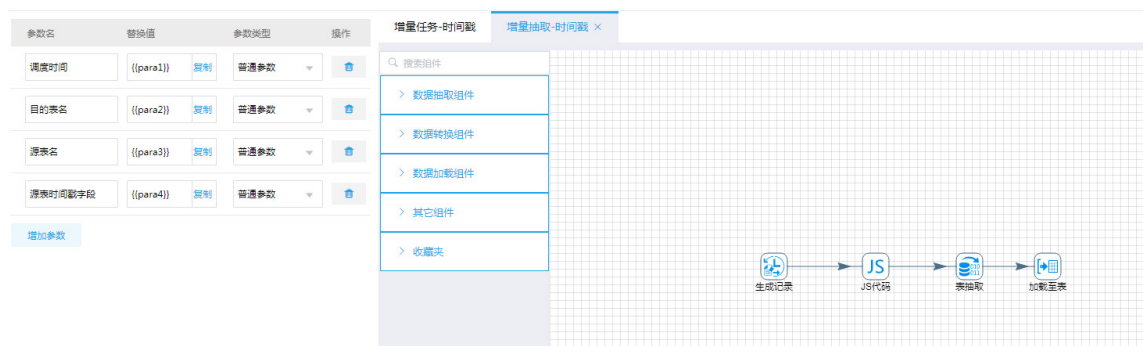 参数名 替换值 参数类型 操作
调度时间 {{para1}} 复制 普通参数
目的表名 {{para2}} 复制 普通参数
源表名 {{para3}} 复制 普通参数
源表时间戳字段 {{para4}} 复制 普通参数
增加参数
增量任务-时间戳 增量抽取-时间戳 ×
搜索组件
数据抽取组件
数据转换组件
数据加载组件
其它组件
收藏夹
JS
生成记录 JS代码 表抽取 加载至表